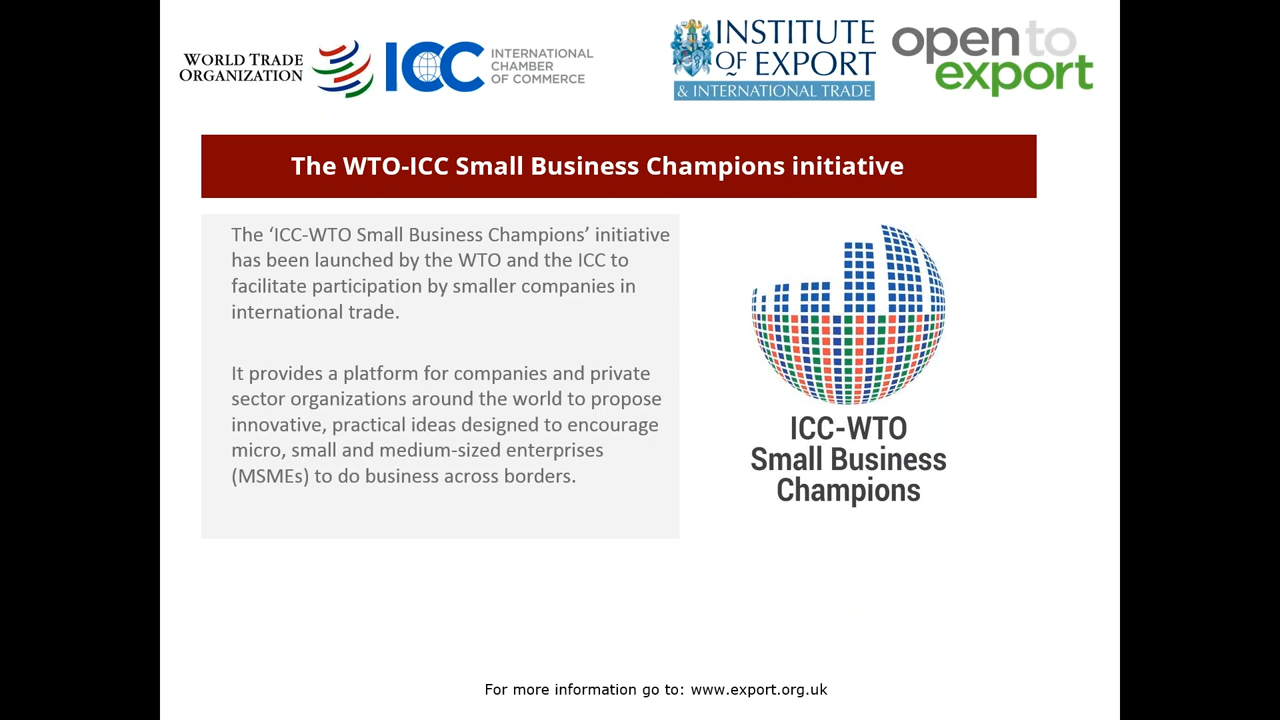 WORLD TRADE
ORGANIZATION
ICC
INTERNATIONAL
CHAMBER
OF COMMERCE
INSTITUTE
OF EXPORT
& INTERNATIONAL TRADE
open to
export
The WTO-ICC Small Business Champions initiative
The ‘ICC-WTO Small Business Champions’ initiative
has been launched by the WTO and the ICC to
facilitate participation by smaller companies in
international trade.
It provides a platform for companies and private
sector organizations around the world to propose
innovative, practical ideas designed to encourage
micro, small and medium-sized enterprises
(MSMEs) to do business across borders.
ICC-WTO
Small Business
Champions
For more information go to: www.export.org.uk